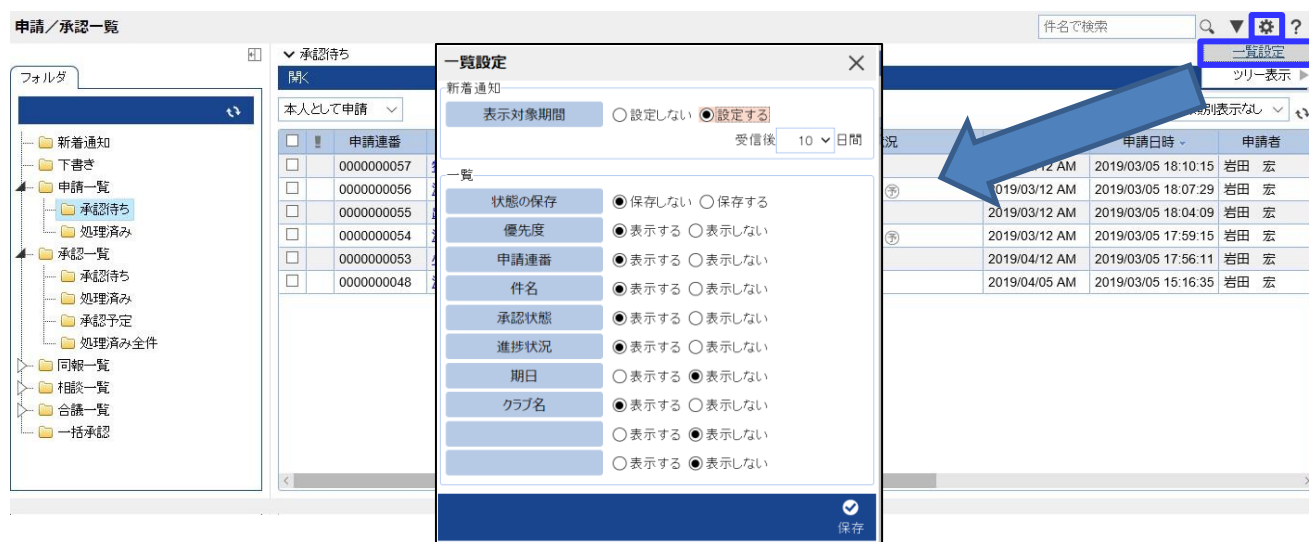 申請／承認一覧
件名で検索
?
一覧設定
ツリー表示
フォルダ
新着通知
下書き
申請一覧
承認待ち
処理済み
承認一覧
承認待ち
処理済み
承認予定
処理済み全件
同報一覧
相談一覧
合議一覧
一括承認
承認待ち
開く
本人として申請
別表示なし
申請連番 況 申請日時 申請者
0000000057 12 AM 2019/03/05 18:10:15 岩田 宏
0000000056 予 2019/03/12 AM 2019/03/05 18:07:29 岩田 宏
0000000055 2019/03/12 AM 2019/03/05 18:04:09 岩田 宏
0000000054 予 2019/03/12 AM 2019/03/05 17:59:15 岩田 宏
0000000053 2019/04/12 AM 2019/03/05 17:56:11 岩田 宏
0000000048 2019/04/05 AM 2019/03/05 15:16:35 岩田 宏
一覧設定
新着通知
表示対象期間 設定しない 設定する
受信後 10 日間
一覧
状態の保存 保存しない 保存する
優先度 表示する 表示しない
申請連番 表示する 表示しない
件名 表示する 表示しない
承認状態 表示する 表示しない
進捗状況 表示する 表示しない
期日 表示する 表示しない
クラブ名 表示する 表示しない
表示する 表示しない
表示する 表示しない
保存